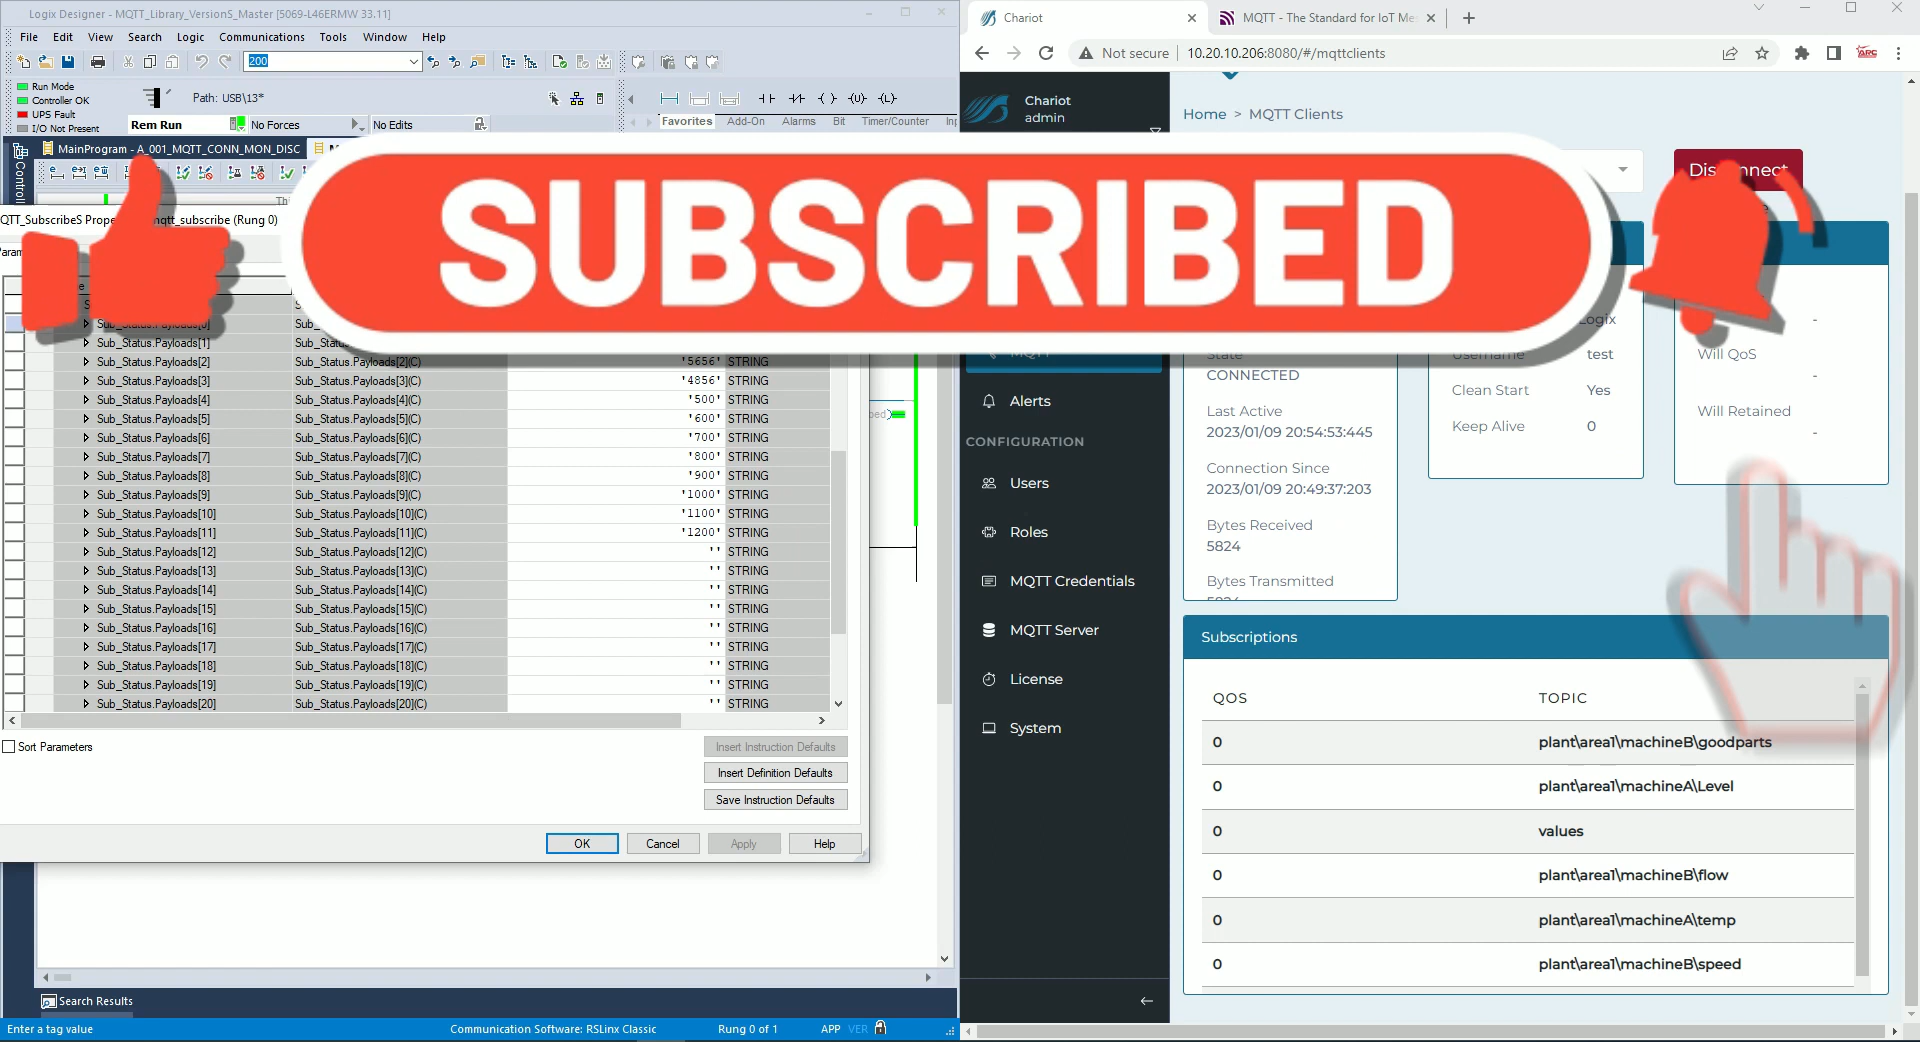 Logix Designer - MQTT_Library_VersionS_Master [5069-L46ERMW 33.11]
File Edit View Search Logic Communications Tools Window Help
200
Run Mode
Controller OK
UPS Fault
I/O Not Present
Path: USB\13*
Rem Run
No Forces
No Edits
Favorites Add-On Alarms Bit Timer/Counter
MainProgram - A_001_MQTT_CONN_MON_DISC
QTT_SubscribeS Prope
mqtt_subscribe (Rung 0)
SUBSCRIBED
Sub_Status.Payloads[1]
Sub_Status.Payloads[2] Sub_Status.Payloads[2](C) '5656' STRING
Sub_Status.Payloads[3] Sub_Status.Payloads[3](C) '4856' STRING
Sub_Status.Payloads[4] Sub_Status.Payloads[4](C) '500' STRING
Sub_Status.Payloads[5] Sub_Status.Payloads[5](C) '600' STRING
Sub_Status.Payloads[6] Sub_Status.Payloads[6](C) '700' STRING
Sub_Status.Payloads[7] Sub_Status.Payloads[7](C) '800' STRING
Sub_Status.Payloads[8] Sub_Status.Payloads[8](C) '900' STRING
Sub_Status.Payloads[9] Sub_Status.Payloads[9](C) '1000' STRING
Sub_Status.Payloads[10] Sub_Status.Payloads[10](C) '1100' STRING
Sub_Status.Payloads[11] Sub_Status.Payloads[11](C) '1200' STRING
Sub_Status.Payloads[12] Sub_Status.Payloads[12](C) '' STRING
Sub_Status.Payloads[13] Sub_Status.Payloads[13](C) '' STRING
Sub_Status.Payloads[14] Sub_Status.Payloads[14](C) '' STRING
Sub_Status.Payloads[15] Sub_Status.Payloads[15](C) '' STRING
Sub_Status.Payloads[16] Sub_Status.Payloads[16](C) '' STRING
Sub_Status.Payloads[17] Sub_Status.Payloads[17](C) '' STRING
Sub_Status.Payloads[18] Sub_Status.Payloads[18](C) '' STRING
Sub_Status.Payloads[19] Sub_Status.Payloads[19](C) '' STRING
Sub_Status.Payloads[20] Sub_Status.Payloads[20](C) '' STRING
Sort Parameters
Insert Instruction Defaults
Insert Definition Defaults
Save Instruction Defaults
OK Cancel Apply Help
Search Results
Enter a tag value
Communication Software: RSLinx Classic
Rung 0 of 1
APP VER
Chariot
MQTT - The Standard for IoT Me
Not secure 10.20.10.206:8080/#/mqttclients
ARC
Chariot
admin
Home > MQTT Clients
Disconnect
Alerts
CONFIGURATION
Users
Roles
MQTT Credentials
MQTT Server
License
System
State
CONNECTED
Last Active
2023/01/09 20:54:53:445
Connection Since
2023/01/09 20:49:37:203
Bytes Received
5824
Bytes Transmitted
Logix
Username test
Clean Start Yes
Keep Alive 0
-
Will QoS
-
Will Retained
-
Subscriptions
QOS TOPIC
0 plant\area1\machineB\goodparts
0 plant\area1\machineA\Level
0 values
0 plant\area1\machineB\flow
0 plant\area1\machineA\temp
0 plant\area1\machineB\speed